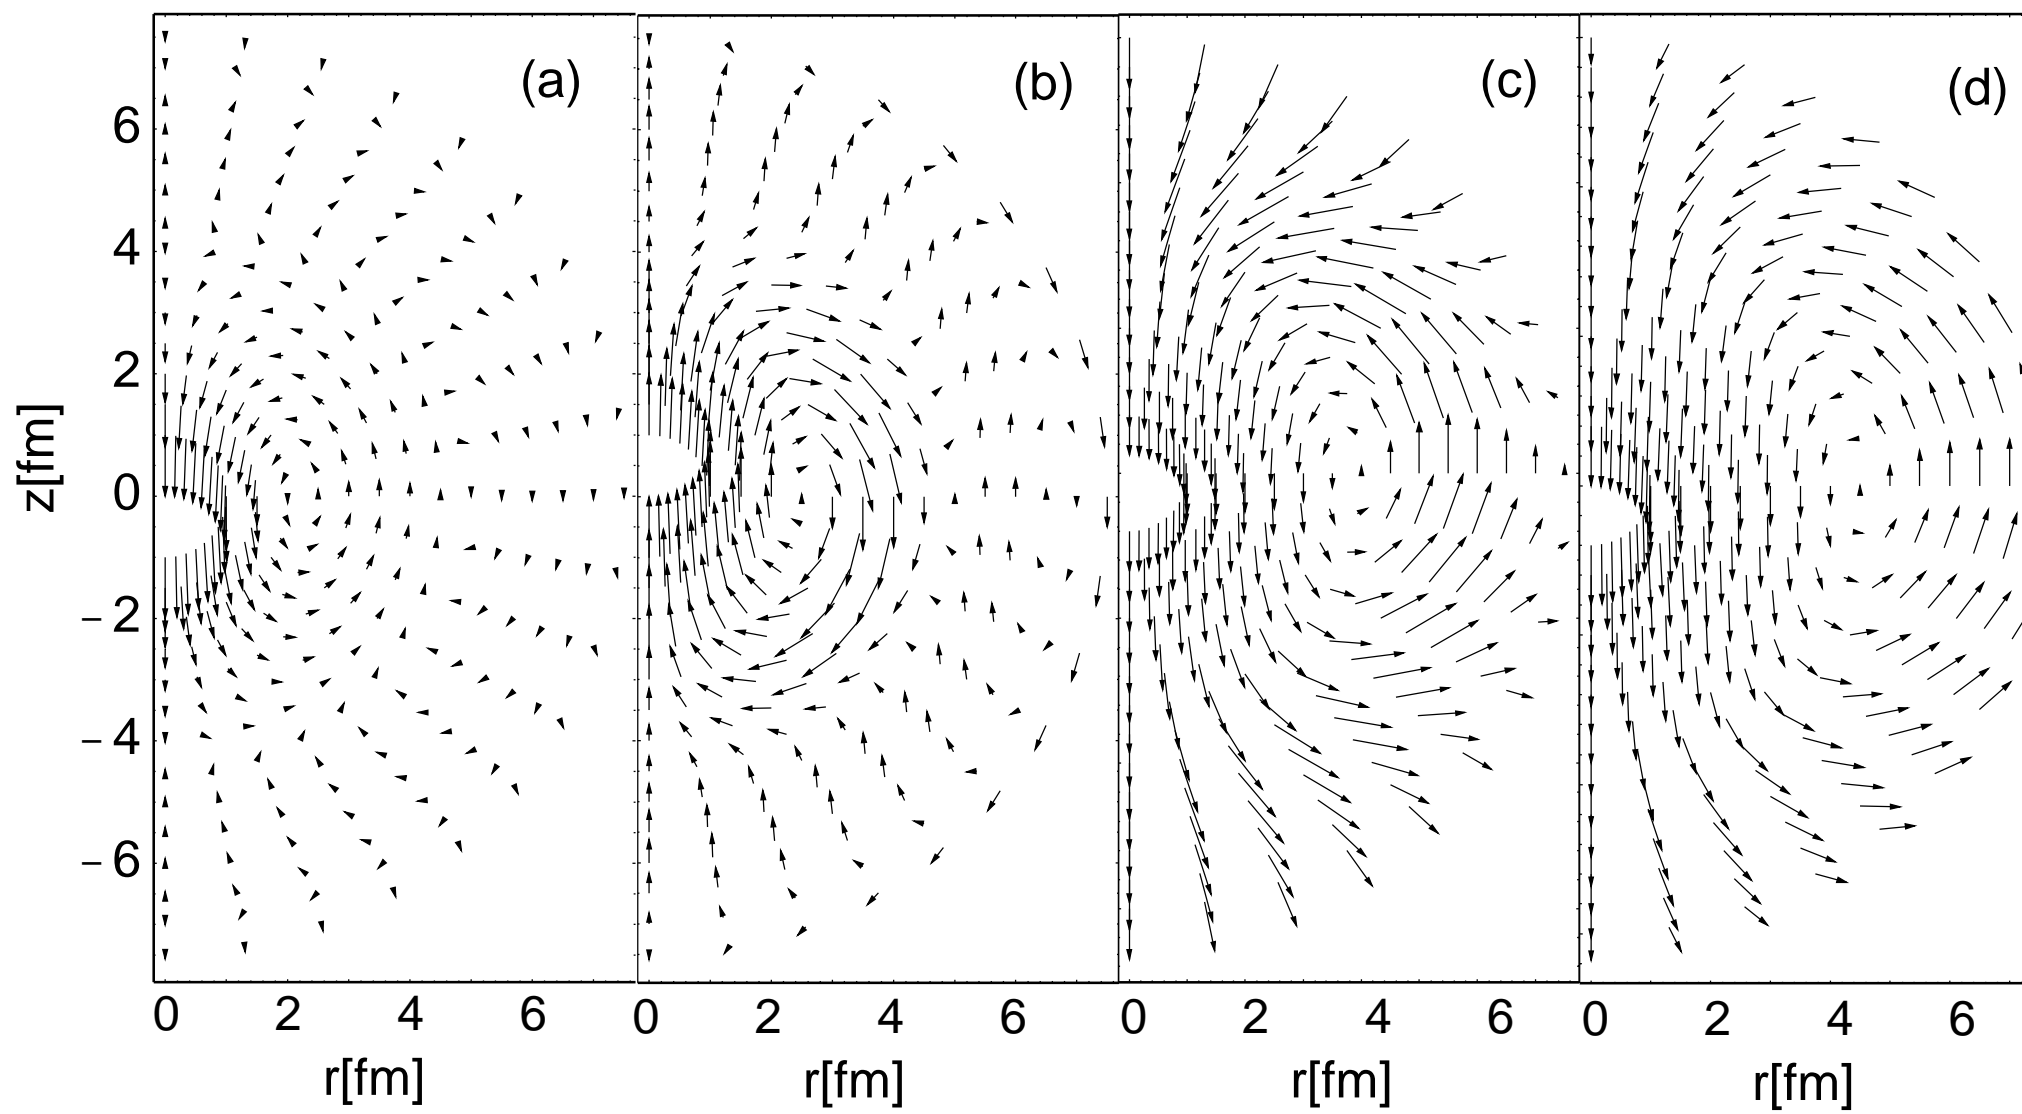 (a) (b) (c) (d)
6
4
2
0
− 2
− 4
− 6
z[fm]
0 2 4 6 0 2 4 6 0 2 4 6 0 2 4 6
r[fm] r[fm] r[fm] r[fm]